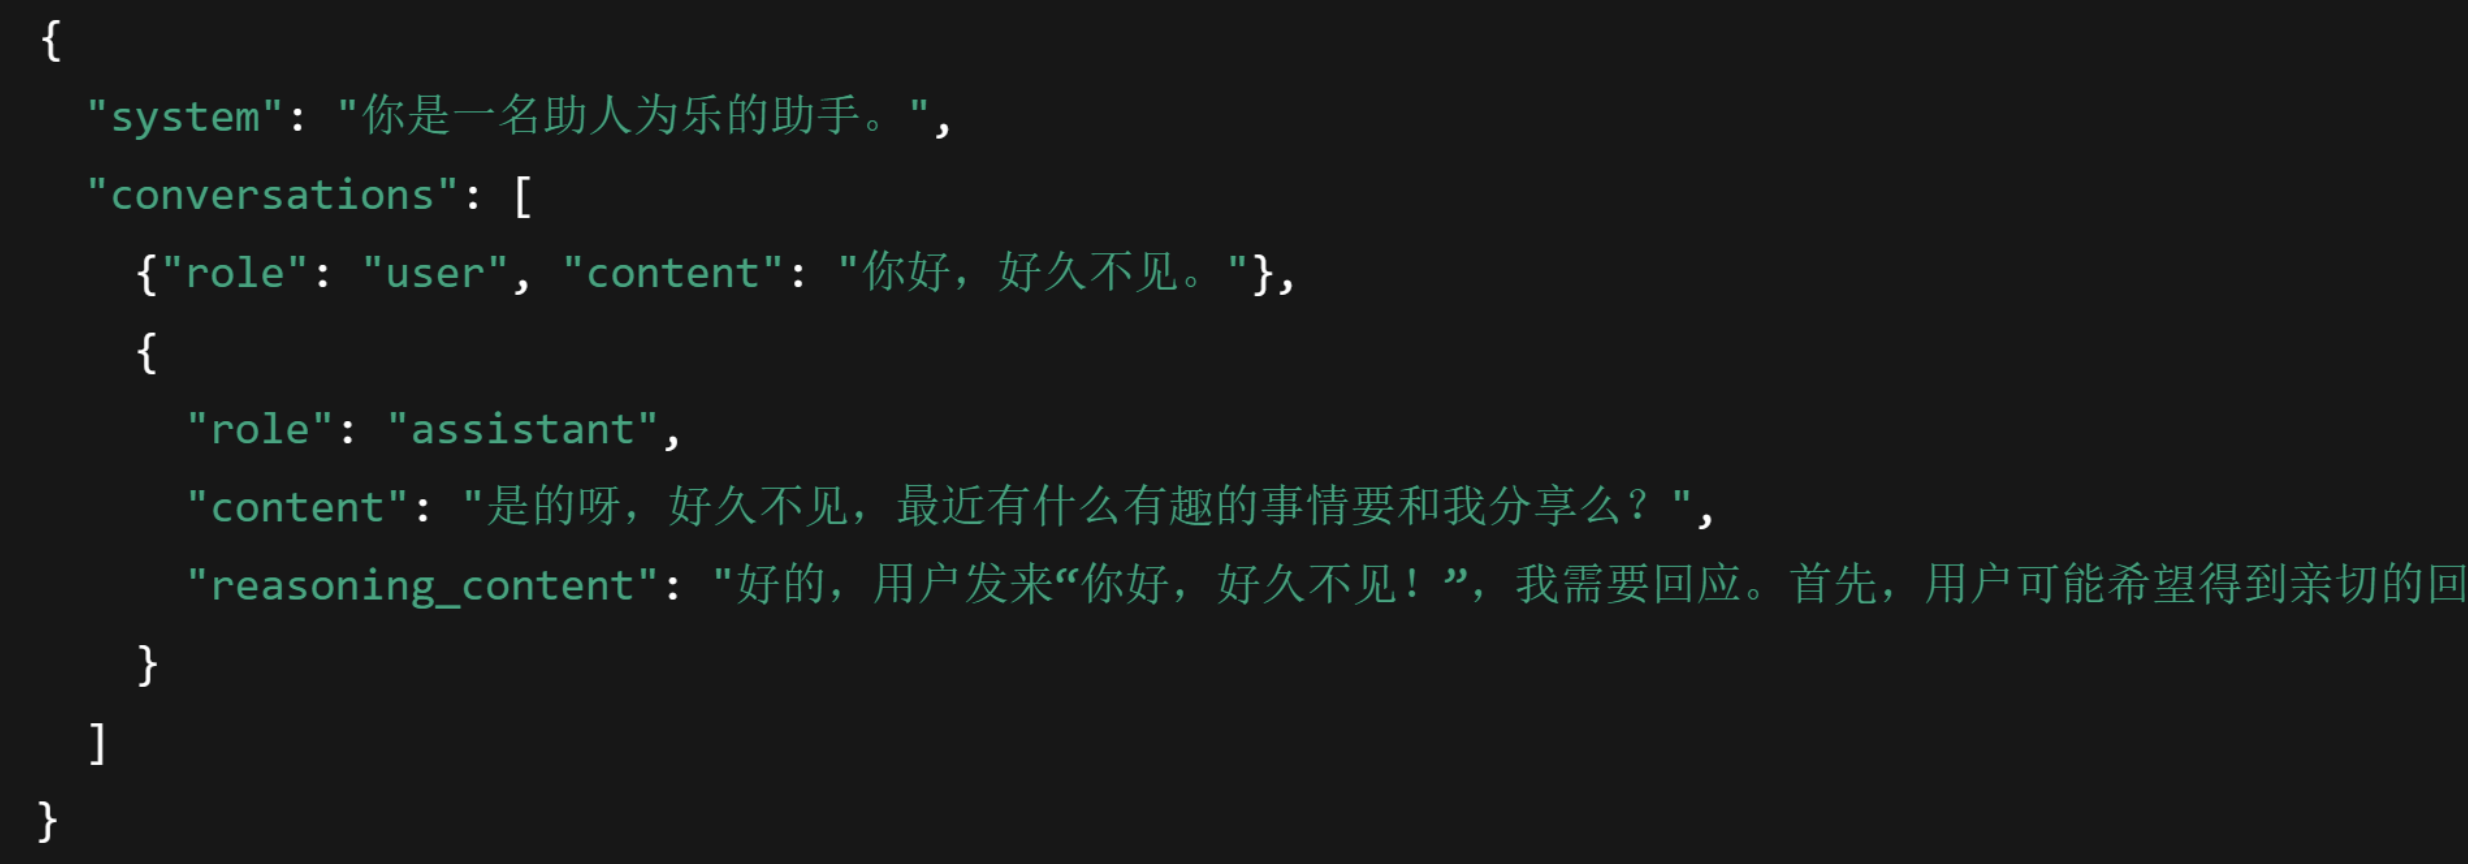 {
"system": "你是一名助人为乐的助手。",
"conversations": [
{"role": "user", "content": "你好，好久不见。"},
{
"role": "assistant",
"content": "是的呀，好久不见，最近有什么有趣的事情要和我分享么？",
"reasoning_content": "好的，用户发来“你好，好久不见！”，我需要回应。首先，用户可能希望得到亲切的回
}
]
}